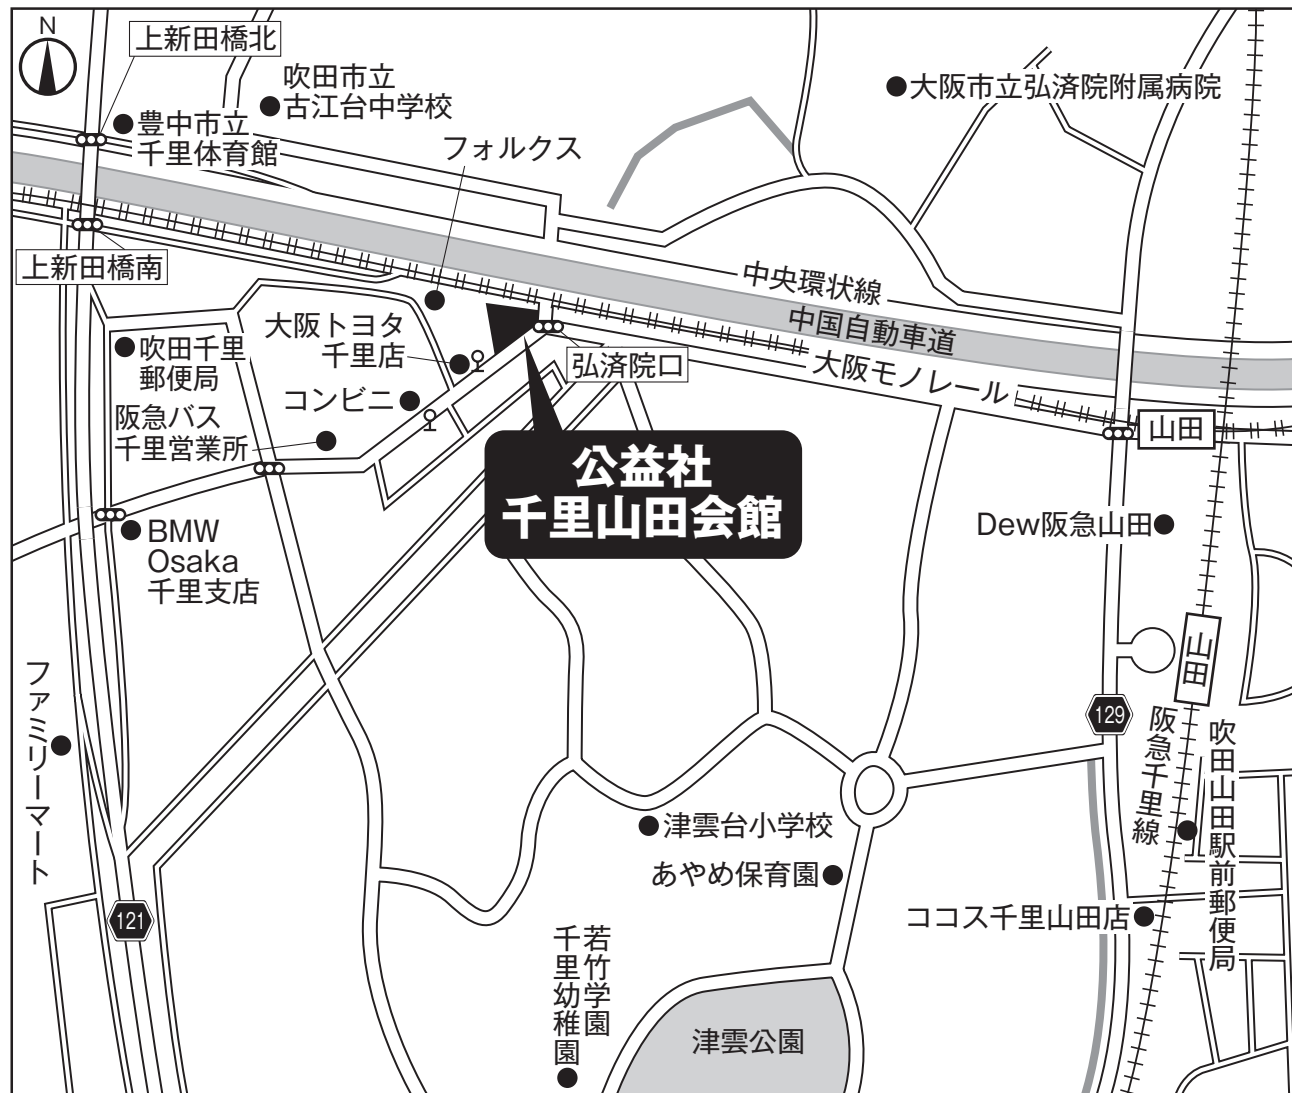 N
上新田橋北
吹田市立
古江台中学校
豊中市立
千里体育館
フォルクス
大阪市立弘済院附属病院
上新田橋南
中央環状線
中国自動車道
大阪モノレール
大阪トヨタ
千里店
弘済院口
吹田千里
郵便局
コンビニ
阪急バス
千里営業所
山田
公益社
千里山田会館
BMW
Osaka
千里支店
Dew阪急山田
山田
ファミリーマート
129
阪急千里線
吹田山田駅前郵便局
津雲台小学校
あやめ保育園
ココス千里山田店
121
若竹学園
千里幼稚園
津雲公園